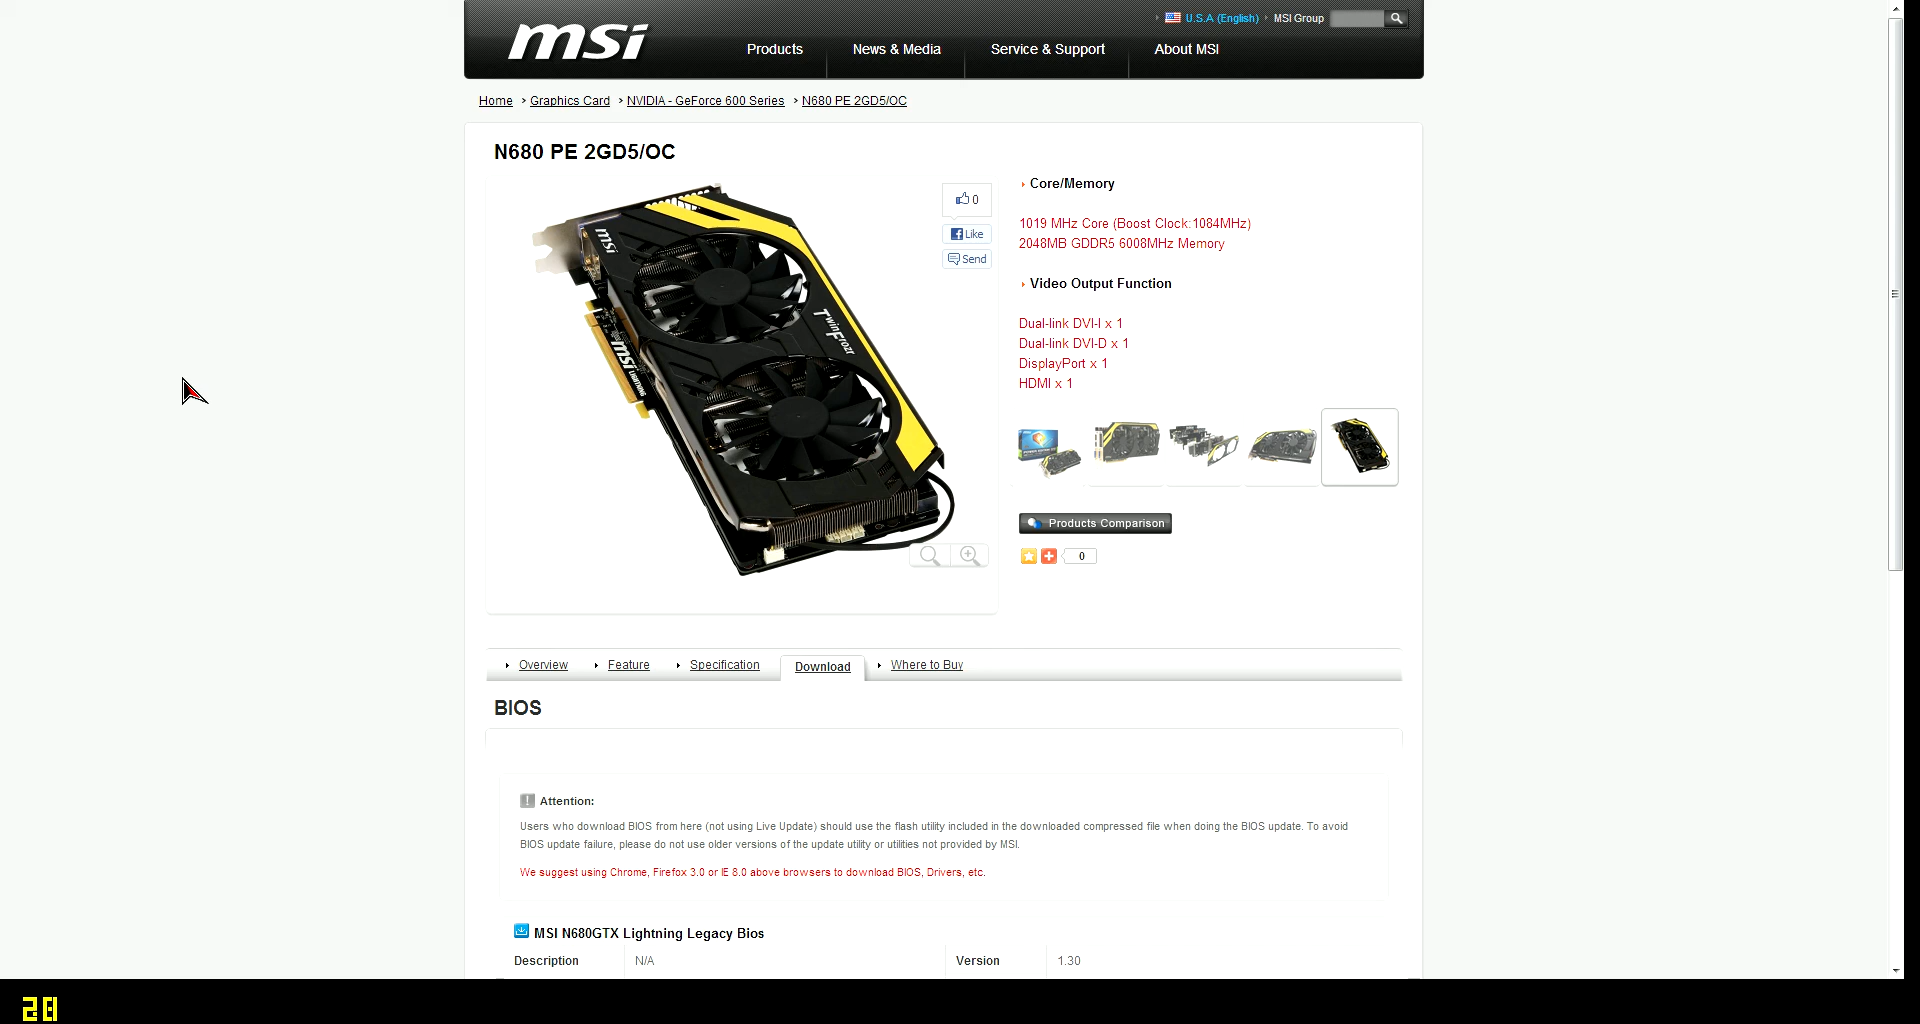 msi
U.S.A (English)
MSI Group
Products
News & Media
Service & Support
About MSI
Home > Graphics Card > NVIDIA - GeForce 600 Series > N680 PE 2GD5/OC
N680 PE 2GD5/OC
0
Like
Send
msi
Twin Frozr
msi LIGHTNING
Core/Memory
1019 MHz Core (Boost Clock:1084MHz)
2048MB GDDR5 6008MHz Memory
Video Output Function
Dual-link DVI-I x 1
Dual-link DVI-D x 1
DisplayPort x 1
HDMI x 1
Products Comparison
0
Overview
Feature
Specification
Download
Where to Buy
BIOS
Attention:
Users who download BIOS from here (not using Live Update) should use the flash utility included in the downloaded compressed file when doing the BIOS update. To avoid
BIOS update failure, please do not use older versions of the update utility or utilities not provided by MSI.
We suggest using Chrome, Firefox 3.0 or IE 8.0 above browsers to download BIOS, Drivers, etc.
MSI N680GTX Lightning Legacy Bios
Description N/A Version 1.30